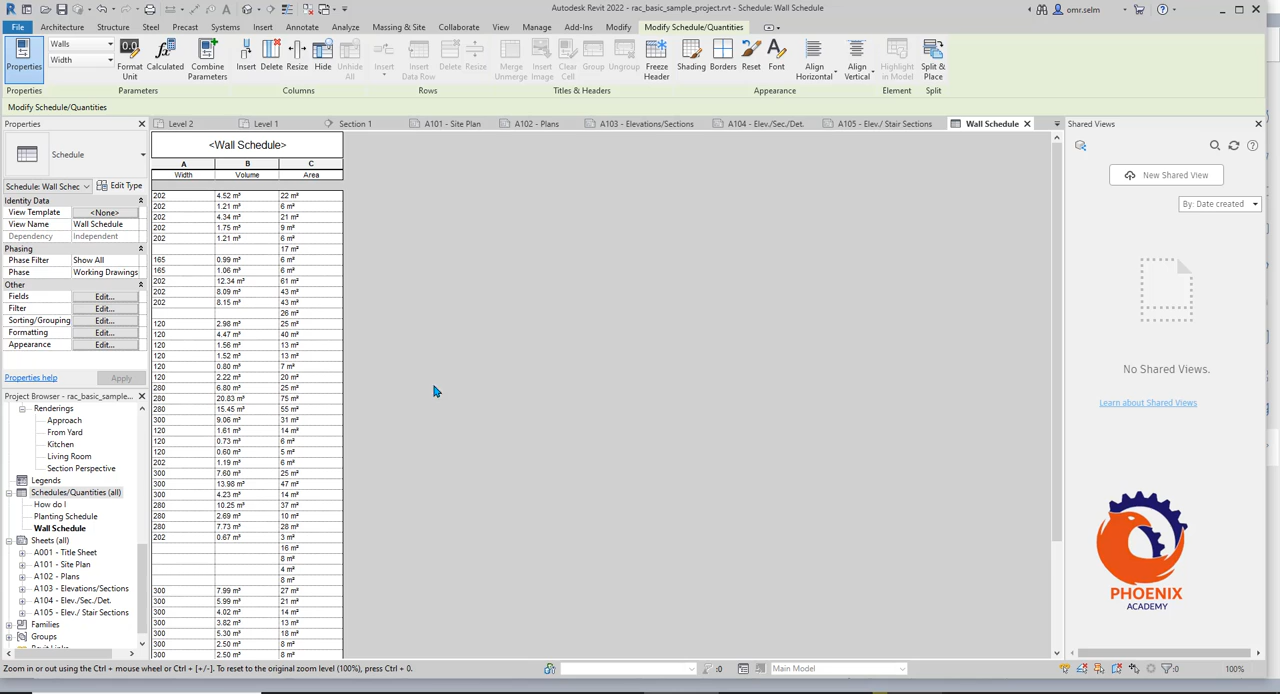 Autodesk Revit 2022 - rac_basic_sample_project.rvt - Schedule: Wall Schedule
omr.selm
File Architecture Structure Steel Precast Systems Insert Annotate Analyze Massing & Site Collaborate View Manage Add-Ins Modify Modify Schedule/Quantities
Properties Walls Width Format Unit Calculated Combine Parameters Insert Delete Resize Hide Unhide All Insert Insert Data Row Delete Resize Merge Unmerge Insert Image Clear Cell Group Ungroup Freeze Header Shading Borders Reset Font Align Horizontal Align Vertical Highlight in Model Split & Place
Properties Parameters Columns Rows Titles & Headers Appearance Element Split
Modify Schedule/Quantities
Properties
Schedule
Schedule: Wall Schec Edit Type
Identity Data
View Template <None>
View Name Wall Schedule
Dependency Independent
Phasing
Phase Filter Show All
Phase Working Drawings
Other
Fields Edit...
Filter Edit...
Sorting/Grouping Edit...
Formatting Edit...
Appearance Edit...
Properties help Apply
Project Browser - rac_basic_sample...
Renderings
Approach
From Yard
Kitchen
Living Room
Section Perspective
Legends
Schedules/Quantities (all)
How do I
Planting Schedule
Wall Schedule
Sheets (all)
A001 - Title Sheet
A101 - Site Plan
A102 - Plans
A103 - Elevations/Sections
A104 - Elev./Sec./Det.
A105 - Elev./ Stair Sections
Families
Groups
Level 2 Level 1 Section 1 A101 - Site Plan A102 - Plans A103 - Elevations/Sections A104 - Elev./Sec./Det. A105 - Elev./ Stair Sections Wall Schedule
<Wall Schedule>
A B C
Width Volume Area
202 4.52 m³ 22 m²
202 1.21 m³ 6 m²
202 4.34 m³ 21 m²
202 1.75 m³ 9 m²
202 1.21 m³ 6 m²
17 m²
165 0.99 m³ 6 m²
165 1.06 m³ 6 m²
202 12.34 m³ 61 m²
202 8.09 m³ 43 m²
202 8.15 m³ 43 m²
26 m²
120 2.98 m³ 25 m²
120 4.47 m³ 40 m²
120 1.56 m³ 13 m²
120 1.52 m³ 13 m²
120 0.80 m³ 7 m²
120 2.22 m³ 20 m²
280 6.80 m³ 25 m²
280 20.83 m³ 75 m²
280 15.45 m³ 55 m²
300 9.06 m³ 31 m²
120 1.61 m³ 14 m²
120 0.73 m³ 6 m²
120 0.60 m³ 5 m²
202 1.19 m³ 6 m²
300 7.60 m³ 25 m²
300 13.98 m³ 47 m²
300 4.23 m³ 14 m²
280 10.25 m³ 37 m²
280 2.69 m³ 10 m²
280 7.73 m³ 28 m²
202 0.67 m³ 3 m²
16 m²
8 m²
4 m²
8 m²
300 7.99 m³ 27 m²
300 5.99 m³ 21 m²
300 4.02 m³ 14 m²
300 3.82 m³ 13 m²
300 5.30 m³ 18 m²
300 2.50 m³ 8 m²
300 2.50 m³ 8 m²
Shared Views
New Shared View
By: Date created
No Shared Views.
Learn about Shared Views
PHOENIX
ACADEMY
Zoom in or out using the Ctrl + mouse wheel or Ctrl + [+/-]. To reset to the original zoom level (100%), press Ctrl + 0.
:0 Main Model :0 100%